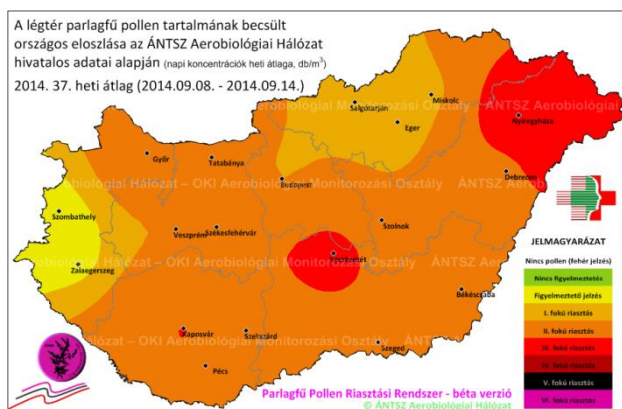 A légtér parlagfű pollen tartalmának becsült
országos eloszlása az ÁNTSZ Aerobiológiai Hálózat
hivatalos adatai alapján (napi koncentrációk heti átlaga, db/m³)
2014. 37. heti átlag (2014.09.08. - 2014.09.14.)
Salgótarján
Miskolc
Eger
Nyíregyháza
Győr
Tatabánya
Budapest
Debrecen
Aerobiológiai Monitorozási Osztály
ÁNTSZ Aerobiológiai
Szombathely
Veszprém
Székesfehérvár
Szolnok
Zalaegerszeg
Kecskemét
ÁNTSZ Aerobiológiai Hálózat – OKI Aerobiológiai Monitorozási Osztály
Békéscsaba
Kaposvár
Szekszárd
Szeged
Pécs
JELMAGYARÁZAT
Nincs pollen (fehér jelzés)
Nincs figyelmeztetés
Figyelmeztető jelzés
I. fokú riasztás
II. fokú riasztás
III. fokú riasztás
IV. fokú riasztás
V. fokú riasztás
VI. fokú riasztás
Parlagfű Pollen Riasztási Rendszer - béta verzió
© ÁNTSZ Aerobiológiai Hálózat